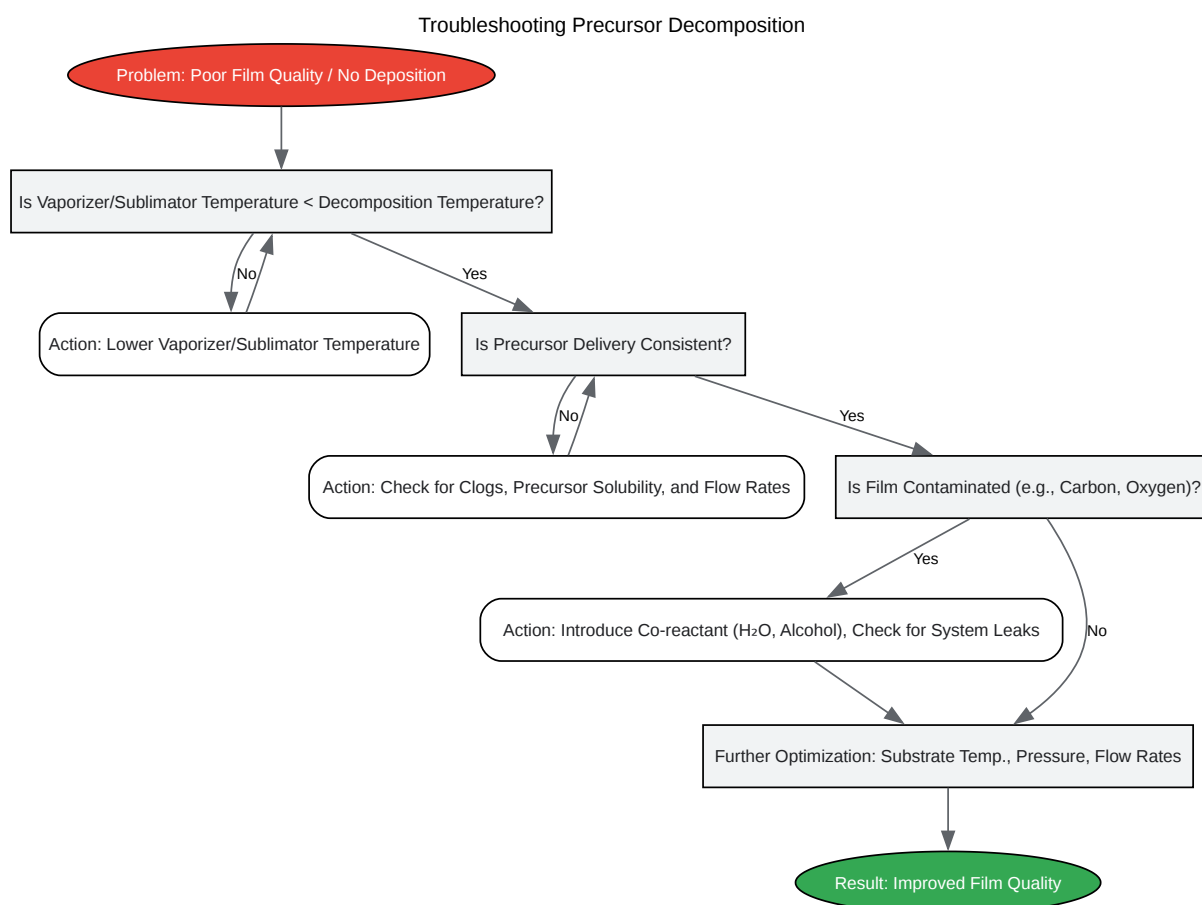 Troubleshooting Precursor Decomposition
Problem: Poor Film Quality / No Deposition
Is Vaporizer/Sublimator Temperature < Decomposition Temperature?
No
Yes
Action: Lower Vaporizer/Sublimator Temperature
Is Precursor Delivery Consistent?
No
Yes
Action: Check for Clogs, Precursor Solubility, and Flow Rates
Is Film Contaminated (e.g., Carbon, Oxygen)?
Yes
Action: Introduce Co-reactant (H₂O, Alcohol), Check for System Leaks
No
Further Optimization: Substrate Temp., Pressure, Flow Rates
Result: Improved Film Quality